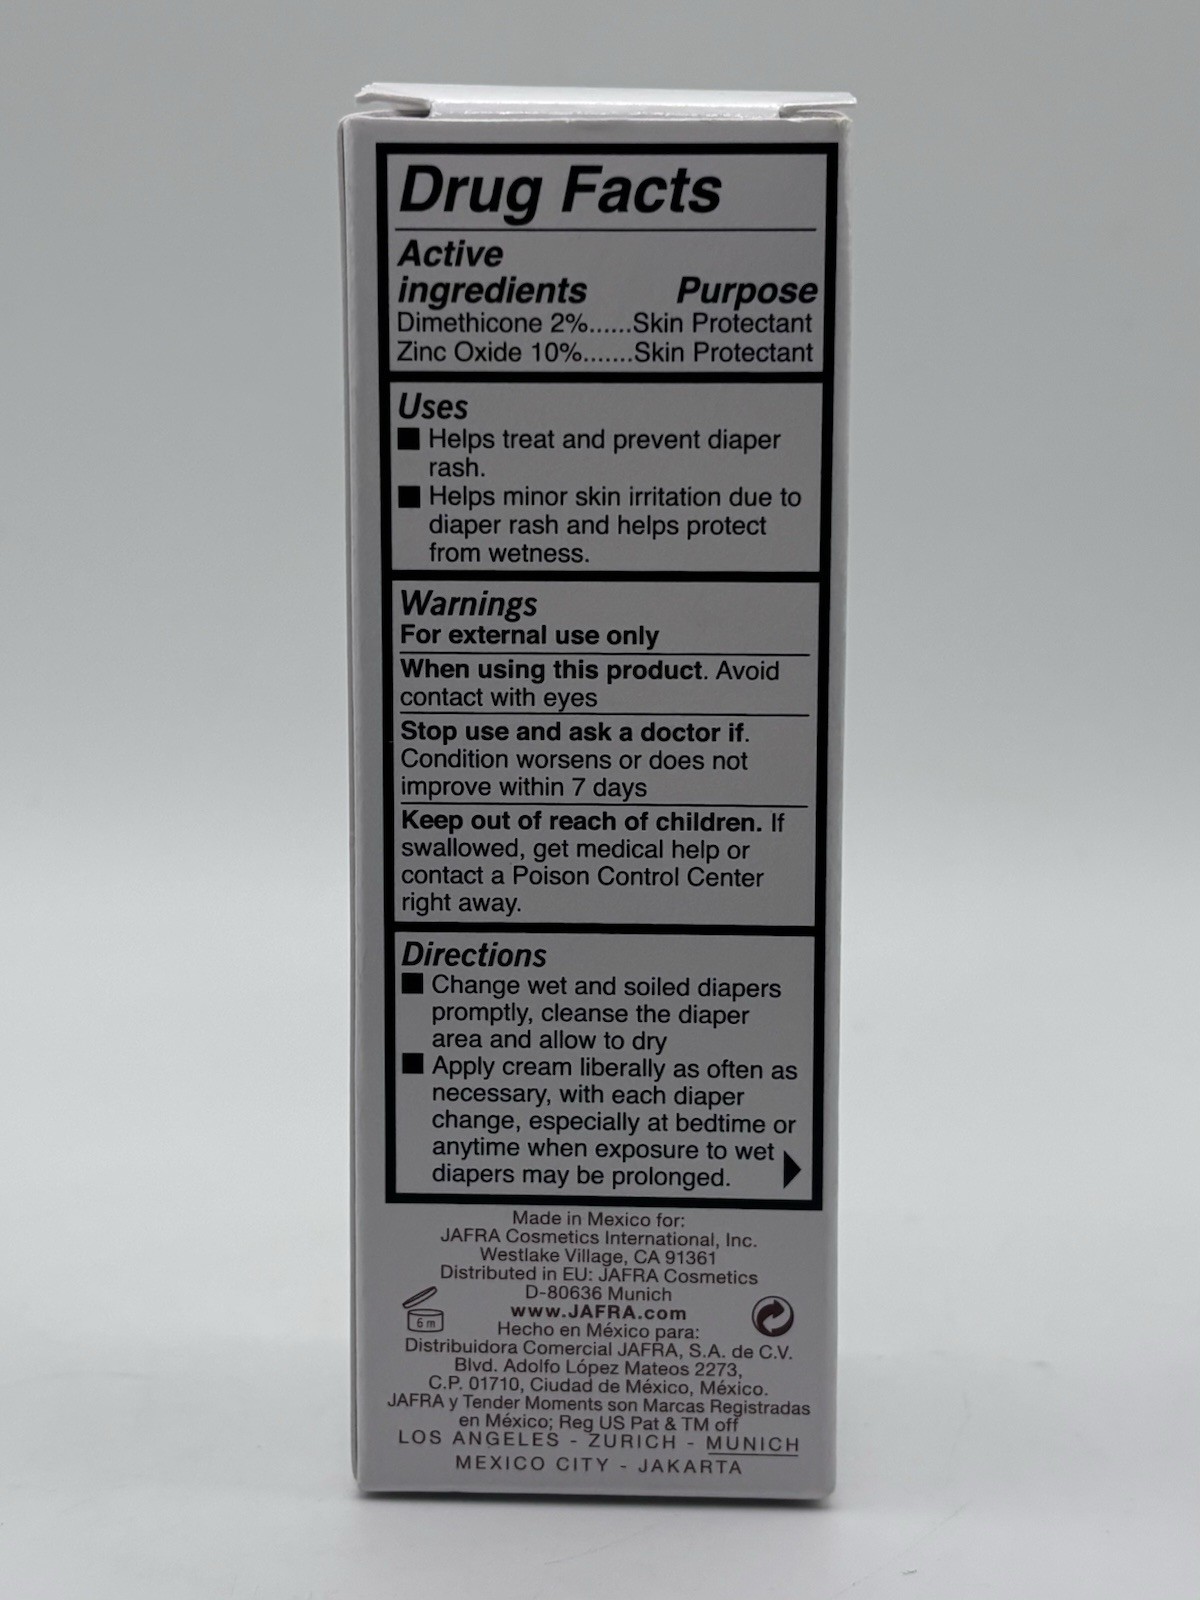 Drug Facts
Active
ingredients Purpose
Dimethicone 2%......Skin Protectant
Zinc Oxide 10%.......Skin Protectant
Uses
■ Helps treat and prevent diaper
rash.
■ Helps minor skin irritation due to
diaper rash and helps protect
from wetness.
Warnings
For external use only
When using this product. Avoid
contact with eyes
Stop use and ask a doctor if.
Condition worsens or does not
improve within 7 days
Keep out of reach of children. If
swallowed, get medical help or
contact a Poison Control Center
right away.
Directions
■ Change wet and soiled diapers
promptly, cleanse the diaper
area and allow to dry
■ Apply cream liberally as often as
necessary, with each diaper
change, especially at bedtime or
anytime when exposure to wet
diapers may be prolonged.
Made in Mexico for:
JAFRA Cosmetics International, Inc.
Westlake Village, CA 91361
Distributed in EU: JAFRA Cosmetics
D-80636 Munich
www.JAFRA.com
6 m
Hecho en México para:
Distribuidora Comercial JAFRA, S.A. de C.V.
Blvd. Adolfo López Mateos 2273,
C.P. 01710, Ciudad de México, México.
JAFRA y Tender Moments son Marcas Registradas
en México; Reg US Pat & TM off
LOS ANGELES - ZURICH - MUNICH
MEXICO CITY - JAKARTA